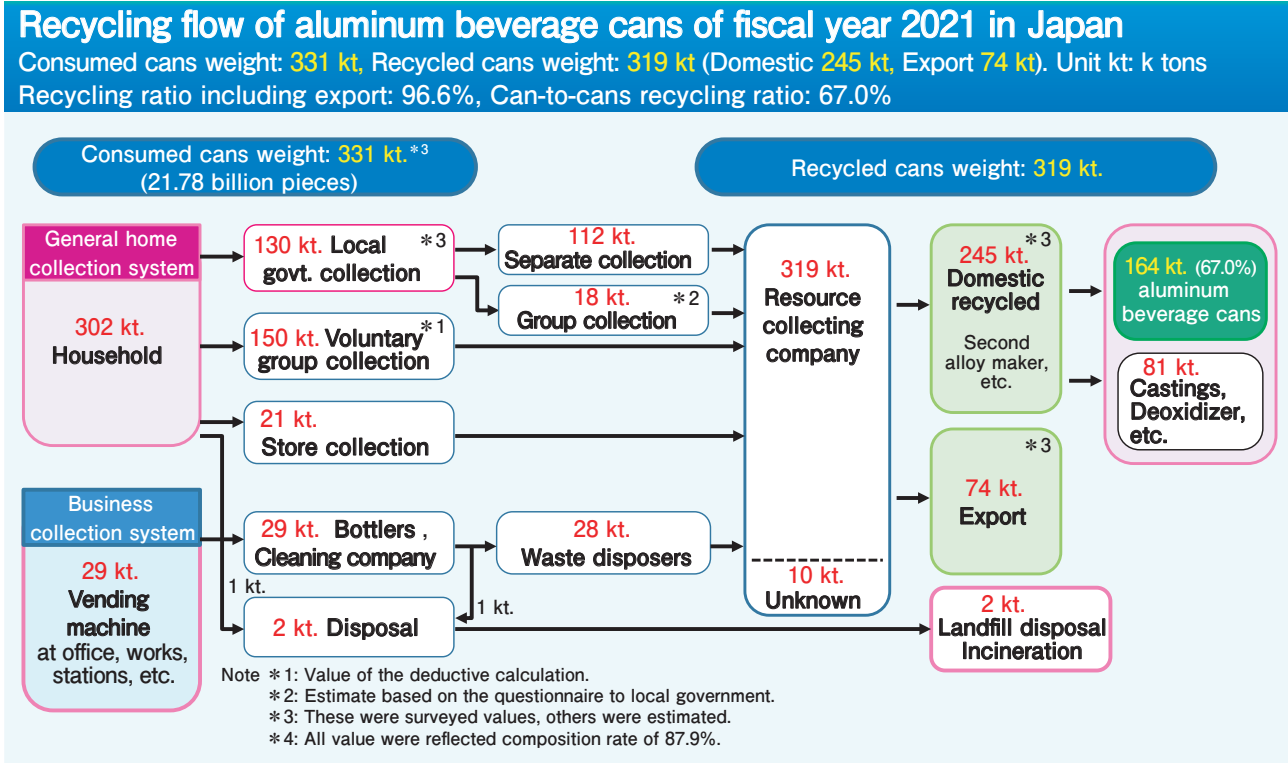 Recycling flow of aluminum beverage cans of fiscal year 2021 in Japan
Consumed cans weight: 331 kt, Recycled cans weight: 319 kt (Domestic 245 kt, Export 74 kt). Unit kt: k tons
Recycling ratio including export: 96.6%, Can-to-cans recycling ratio: 67.0%
Consumed cans weight: 331 kt.*3
(21.78 billion pieces)
Recycled cans weight: 319 kt.
General home
collection system
302 kt.
Household
130 kt. Local *3
govt. collection
112 kt.
Separate collection
18 kt. *2
Group collection
150 kt. Voluntary*1
group collection
21 kt.
Store collection
319 kt.
Resource
collecting
company
10 kt.
Unknown
*3
245 kt.
Domestic
recycled
Second
alloy maker,
etc.
164 kt. (67.0%)
aluminum
beverage cans
81 kt.
Castings,
Deoxidizer,
etc.
*3
74 kt.
Export
Business
collection system
29 kt.
Vending
machine
at office, works,
stations, etc.
29 kt. Bottlers ,
Cleaning company
28 kt.
Waste disposers
1 kt.
1 kt.
2 kt. Disposal
2 kt.
Landfill disposal
Incineration
Note *1: Value of the deductive calculation.
*2: Estimate based on the questionnaire to local government.
*3: These were surveyed values, others were estimated.
*4: All value were reflected composition rate of 87.9%.